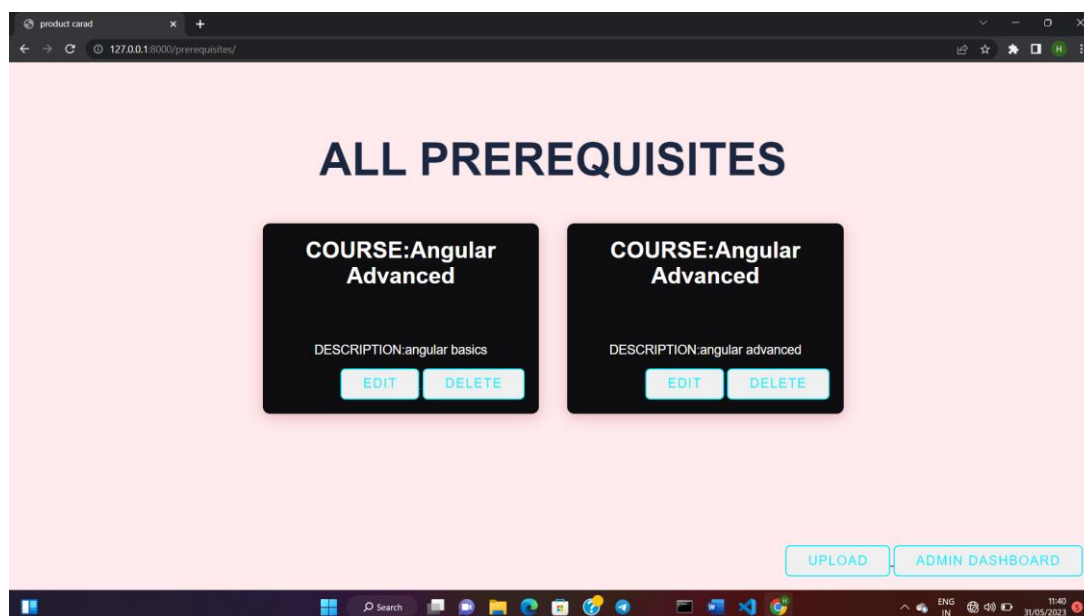 product carad
127.0.0.1:8000/prerequisites/
H
ALL PREREQUISITES
COURSE:Angular
Advanced
DESCRIPTION:angular basics
EDIT DELETE
COURSE:Angular
Advanced
DESCRIPTION:angular advanced
EDIT DELETE
UPLOAD ADMIN DASHBOARD
Search
ENG
IN
11:40
31/05/2023